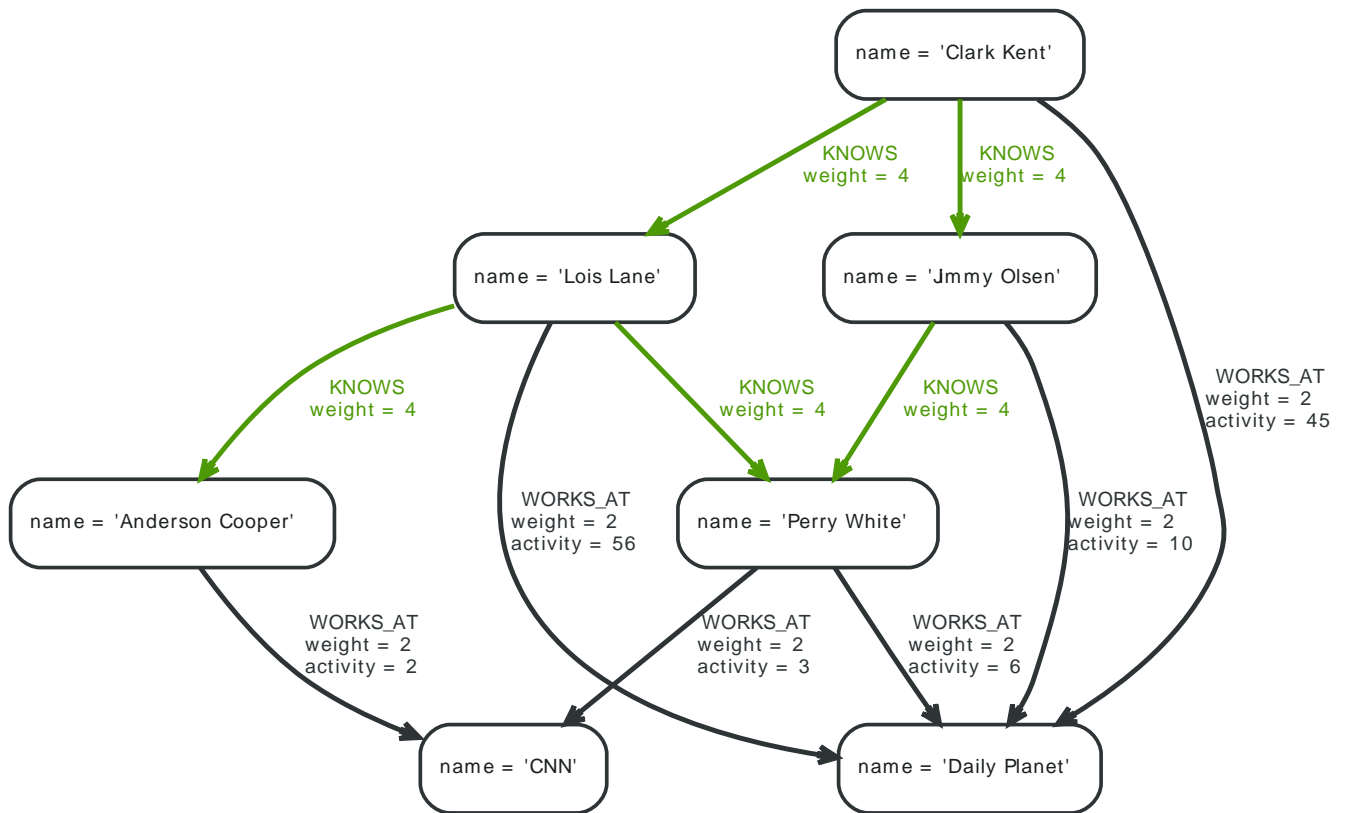 name = 'Clark Kent'
KNOWS
weight = 4
KNOWS
weight = 4
name = 'Lois Lane'
name = 'Jmmy Olsen'
WORKS_AT
weight = 2
activity = 45
KNOWS
weight = 4
KNOWS
weight = 4
KNOWS
weight = 4
name = 'Anderson Cooper'
WORKS_AT
weight = 2
activity = 56
name = 'Perry White'
WORKS_AT
weight = 2
activity = 10
WORKS_AT
weight = 2
activity = 2
WORKS_AT
weight = 2
activity = 3
WORKS_AT
weight = 2
activity = 6
name = 'CNN'
name = 'Daily Planet'